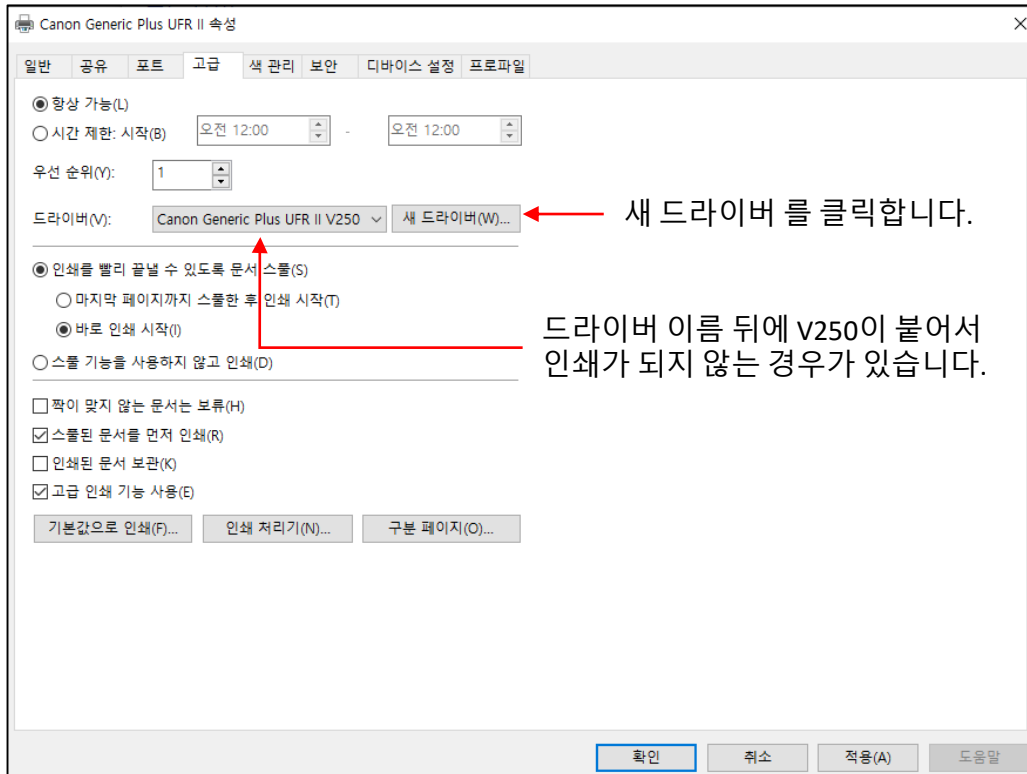 Canon Generic Plus UFR II 속성
일반 공유 포트 고급 색 관리 보안 디바이스 설정 프로파일
항상 가능(L)
시간 제한: 시작(B) 오전 12:00 - 오전 12:00
우선 순위(Y): 1
드라이버(V): Canon Generic Plus UFR II V250 새 드라이버(W)... 새 드라이버 를 클릭합니다.
인쇄를 빨리 끝낼 수 있도록 문서 스풀(S)
마지막 페이지까지 스풀한 후 인쇄 시작(T)
바로 인쇄 시작(I)
드라이버 이름 뒤에 V250이 붙어서
인쇄가 되지 않는 경우가 있습니다.
스풀 기능을 사용하지 않고 인쇄(D)
짝이 맞지 않는 문서는 보류(H)
스풀된 문서를 먼저 인쇄(R)
인쇄된 문서 보관(K)
고급 인쇄 기능 사용(E)
기본값으로 인쇄(F)... 인쇄 처리기(N)... 구분 페이지(O)...
확인 취소 적용(A) 도움말